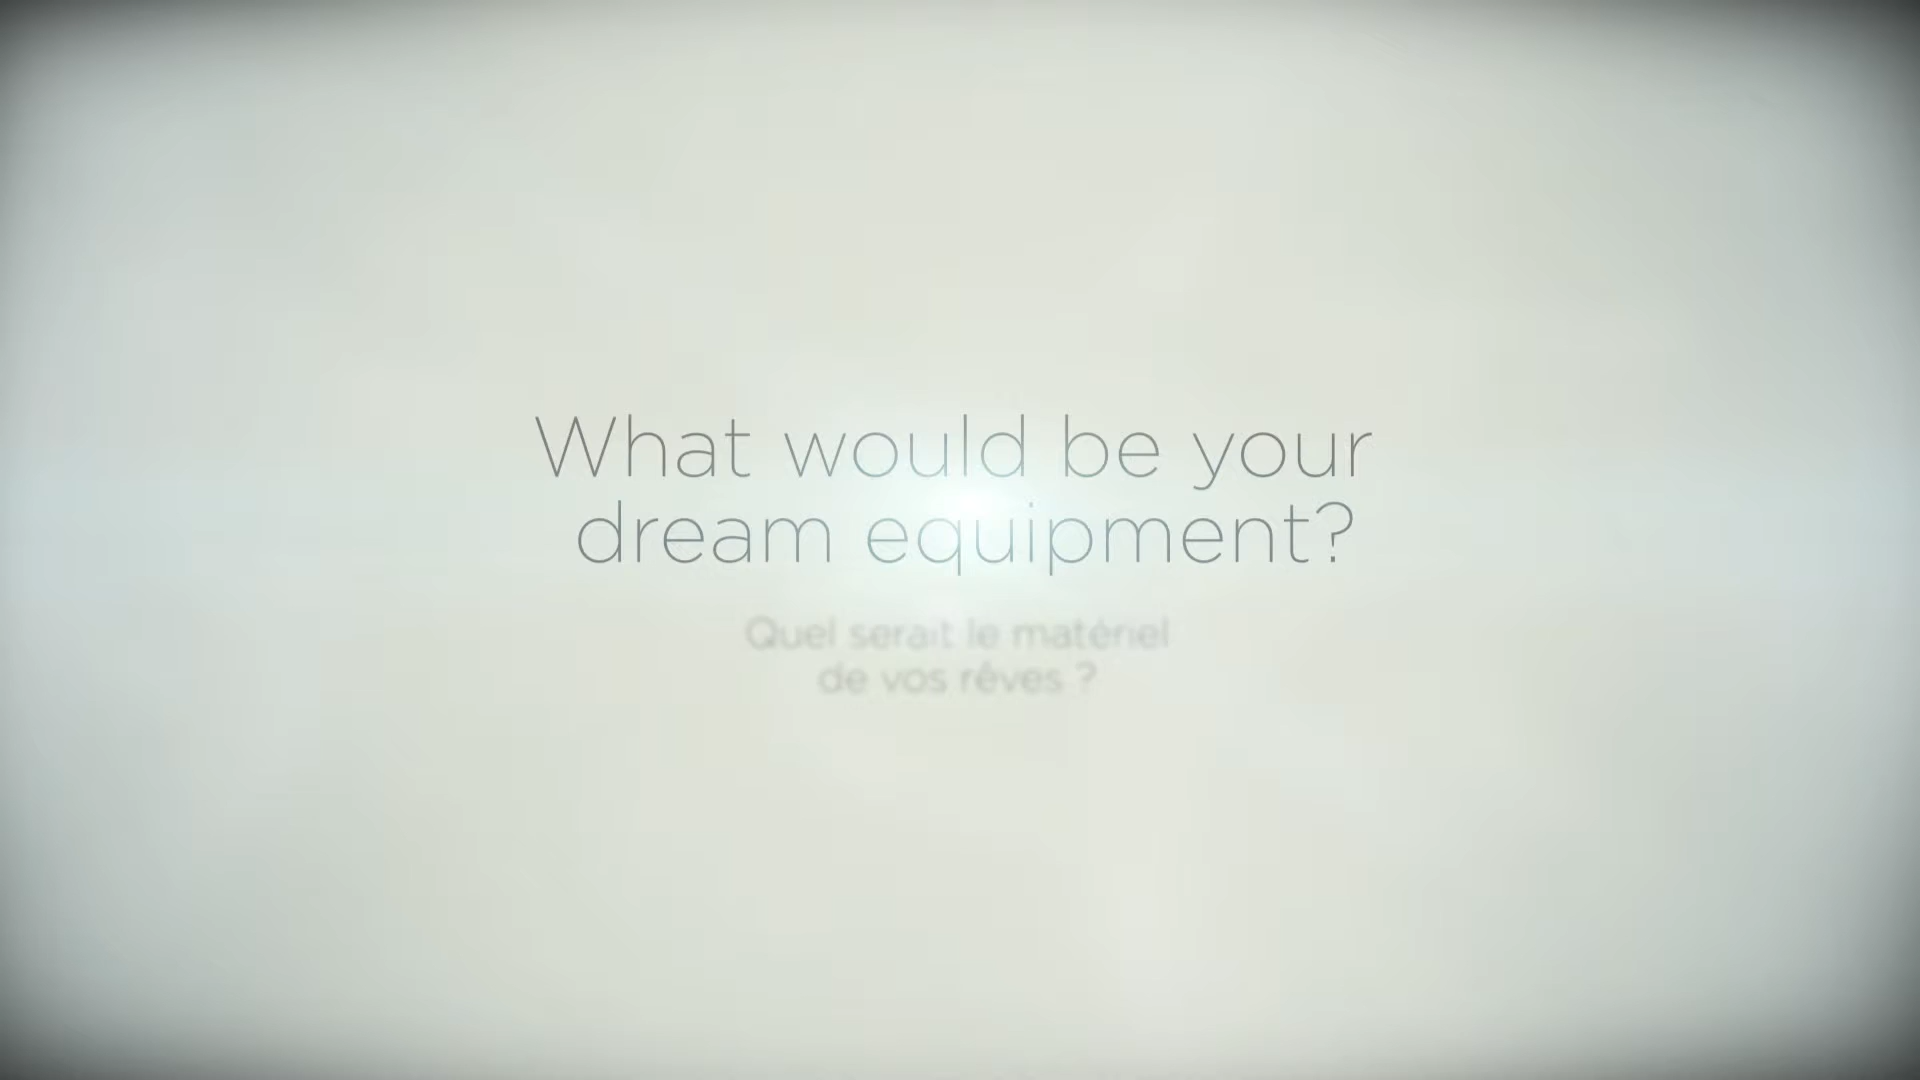 What would be your
dream equipment?
Quel serait le matériel
de vos rêves ?